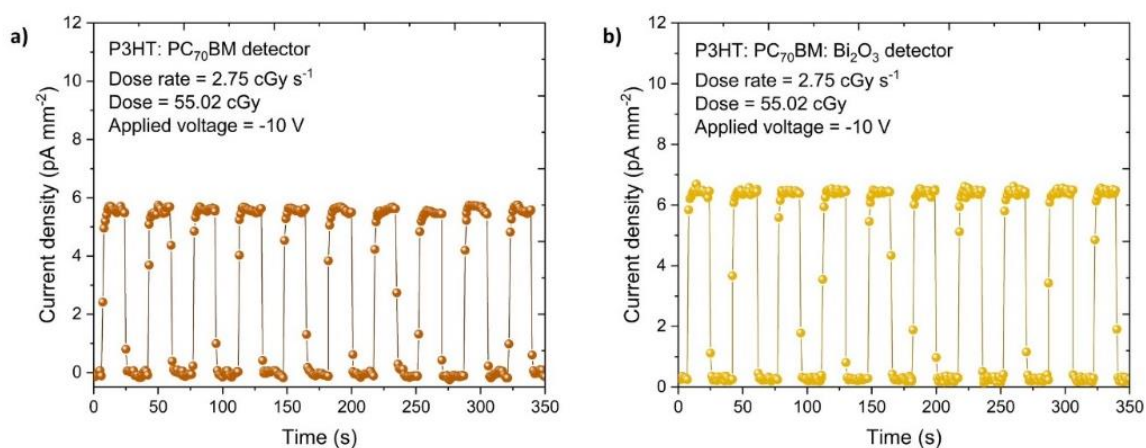 a)
P3HT: PC₇₀BM detector
Dose rate = 2.75 cGy s⁻¹
Dose = 55.02 cGy
Applied voltage = -10 V
Current density (pA mm⁻²)
12
10
8
6
4
2
0
0 50 100 150 200 250 300 350
Time (s)
b)
P3HT: PC₇₀BM: Bi₂O₃ detector
Dose rate = 2.75 cGy s⁻¹
Dose = 55.02 cGy
Applied voltage = -10 V
Current density (pA mm⁻²)
12
10
8
6
4
2
0
0 50 100 150 200 250 300 350
Time (s)